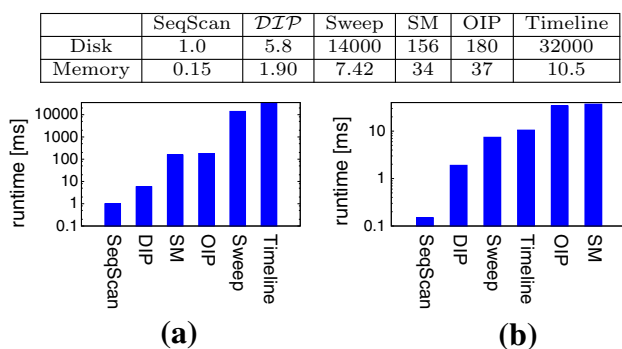 SeqScan DIP Sweep SM OIP Timeline
Disk 1.0 5.8 14000 156 180 32000
Memory 0.15 1.90 7.42 34 37 10.5
runtime [ms]
10000
1000
100
10
1
0.1
SeqScan
DIP
SM
OIP
Sweep
Timeline
(a)
runtime [ms]
10
1
0.1
SeqScan
DIP
Sweep
Timeline
OIP
SM
(b)